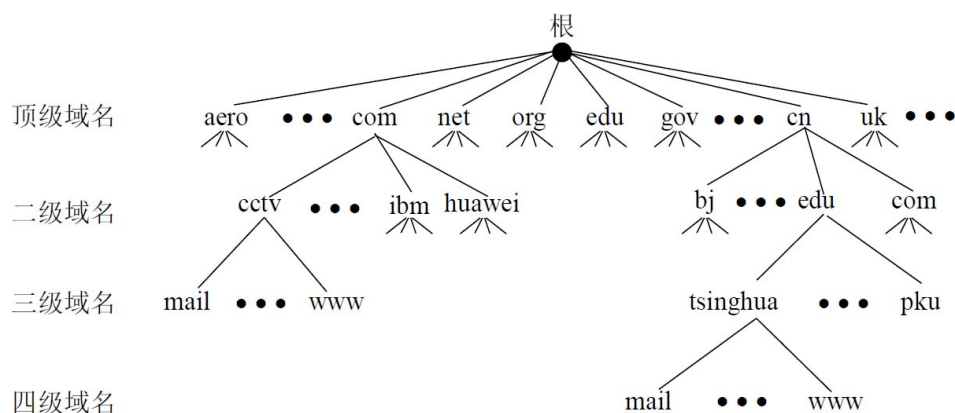 根
顶级域名 aero ••• com net org edu gov ••• cn uk •••
二级域名 cctv ••• ibm huawei bj ••• edu com
三级域名 mail ••• www tsinghua ••• pku
四级域名 mail ••• www